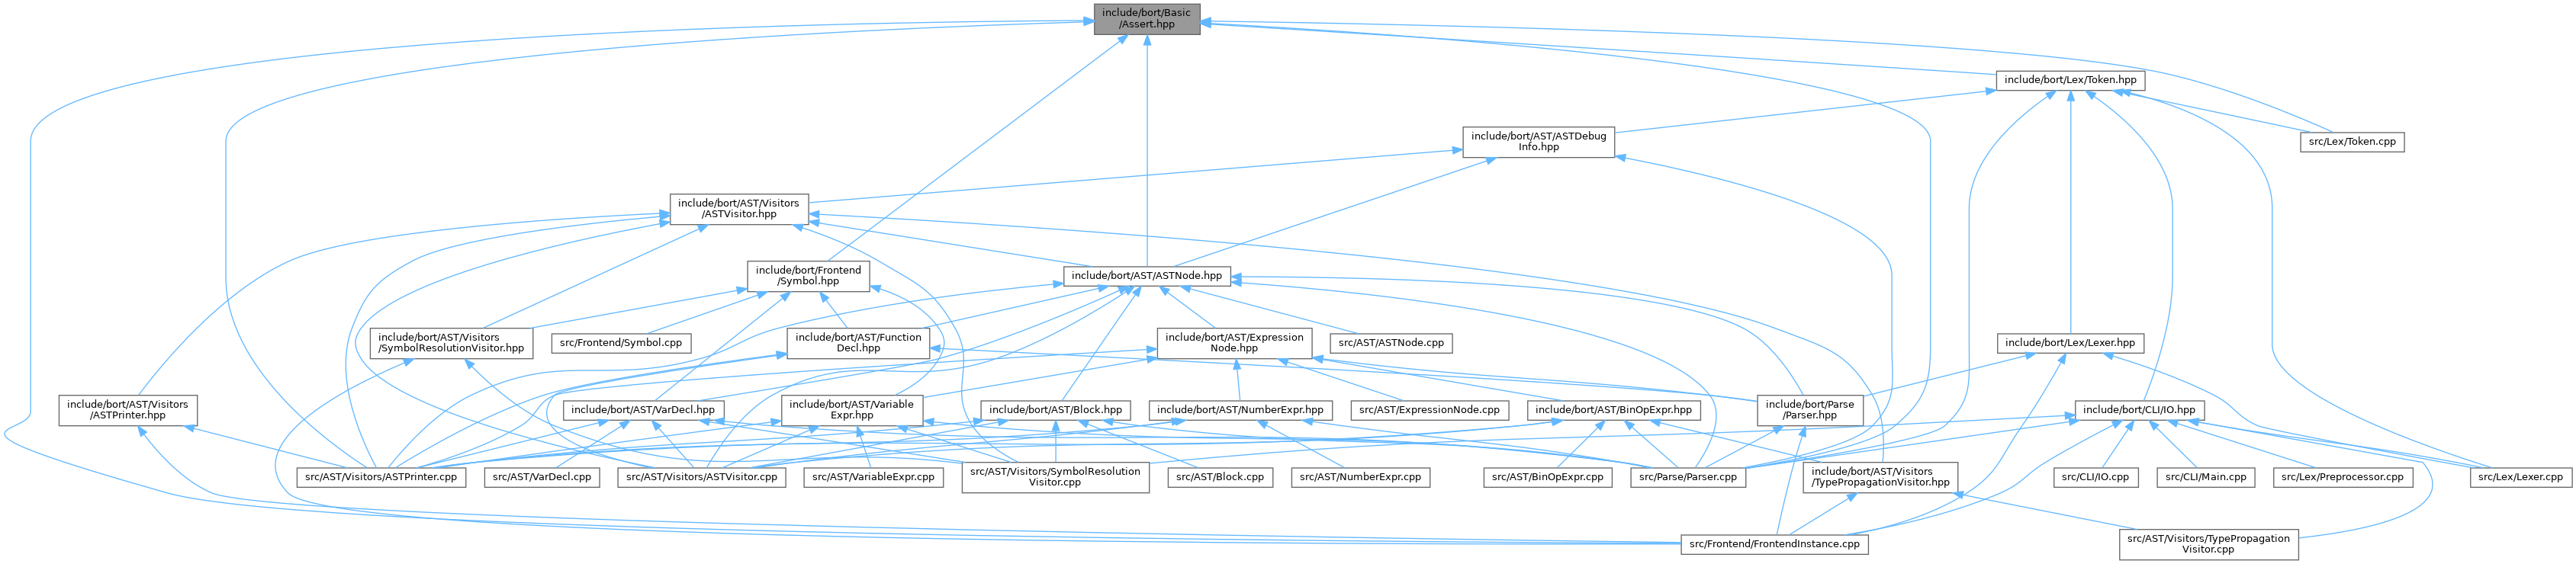 include/bort/Basic
/Assert.hpp
include/bort/Lex/Token.hpp
include/bort/AST/ASTDebug
Info.hpp
src/Lex/Token.cpp
include/bort/AST/Visitors
/ASTVisitor.hpp
include/bort/Frontend
/Symbol.hpp
include/bort/AST/ASTNode.hpp
include/bort/AST/Visitors
/SymbolResolutionVisitor.hpp
src/Frontend/Symbol.cpp
include/bort/AST/Function
Decl.hpp
include/bort/AST/Expression
Node.hpp
src/AST/ASTNode.cpp
include/bort/Lex/Lexer.hpp
include/bort/AST/Visitors
/ASTPrinter.hpp
include/bort/AST/VarDecl.hpp
include/bort/AST/Variable
Expr.hpp
include/bort/AST/Block.hpp
include/bort/AST/NumberExpr.hpp
src/AST/ExpressionNode.cpp
include/bort/AST/BinOpExpr.hpp
include/bort/Parse
/Parser.hpp
include/bort/CLI/IO.hpp
src/AST/Visitors/ASTPrinter.cpp
src/AST/VarDecl.cpp
src/AST/Visitors/ASTVisitor.cpp
src/AST/VariableExpr.cpp
src/AST/Visitors/SymbolResolution
Visitor.cpp
src/AST/Block.cpp
src/AST/NumberExpr.cpp
src/AST/BinOpExpr.cpp
src/Parse/Parser.cpp
include/bort/AST/Visitors
/TypePropagationVisitor.hpp
src/CLI/IO.cpp
src/CLI/Main.cpp
src/Lex/Preprocessor.cpp
src/Lex/Lexer.cpp
src/Frontend/FrontendInstance.cpp
src/AST/Visitors/TypePropagation
Visitor.cpp